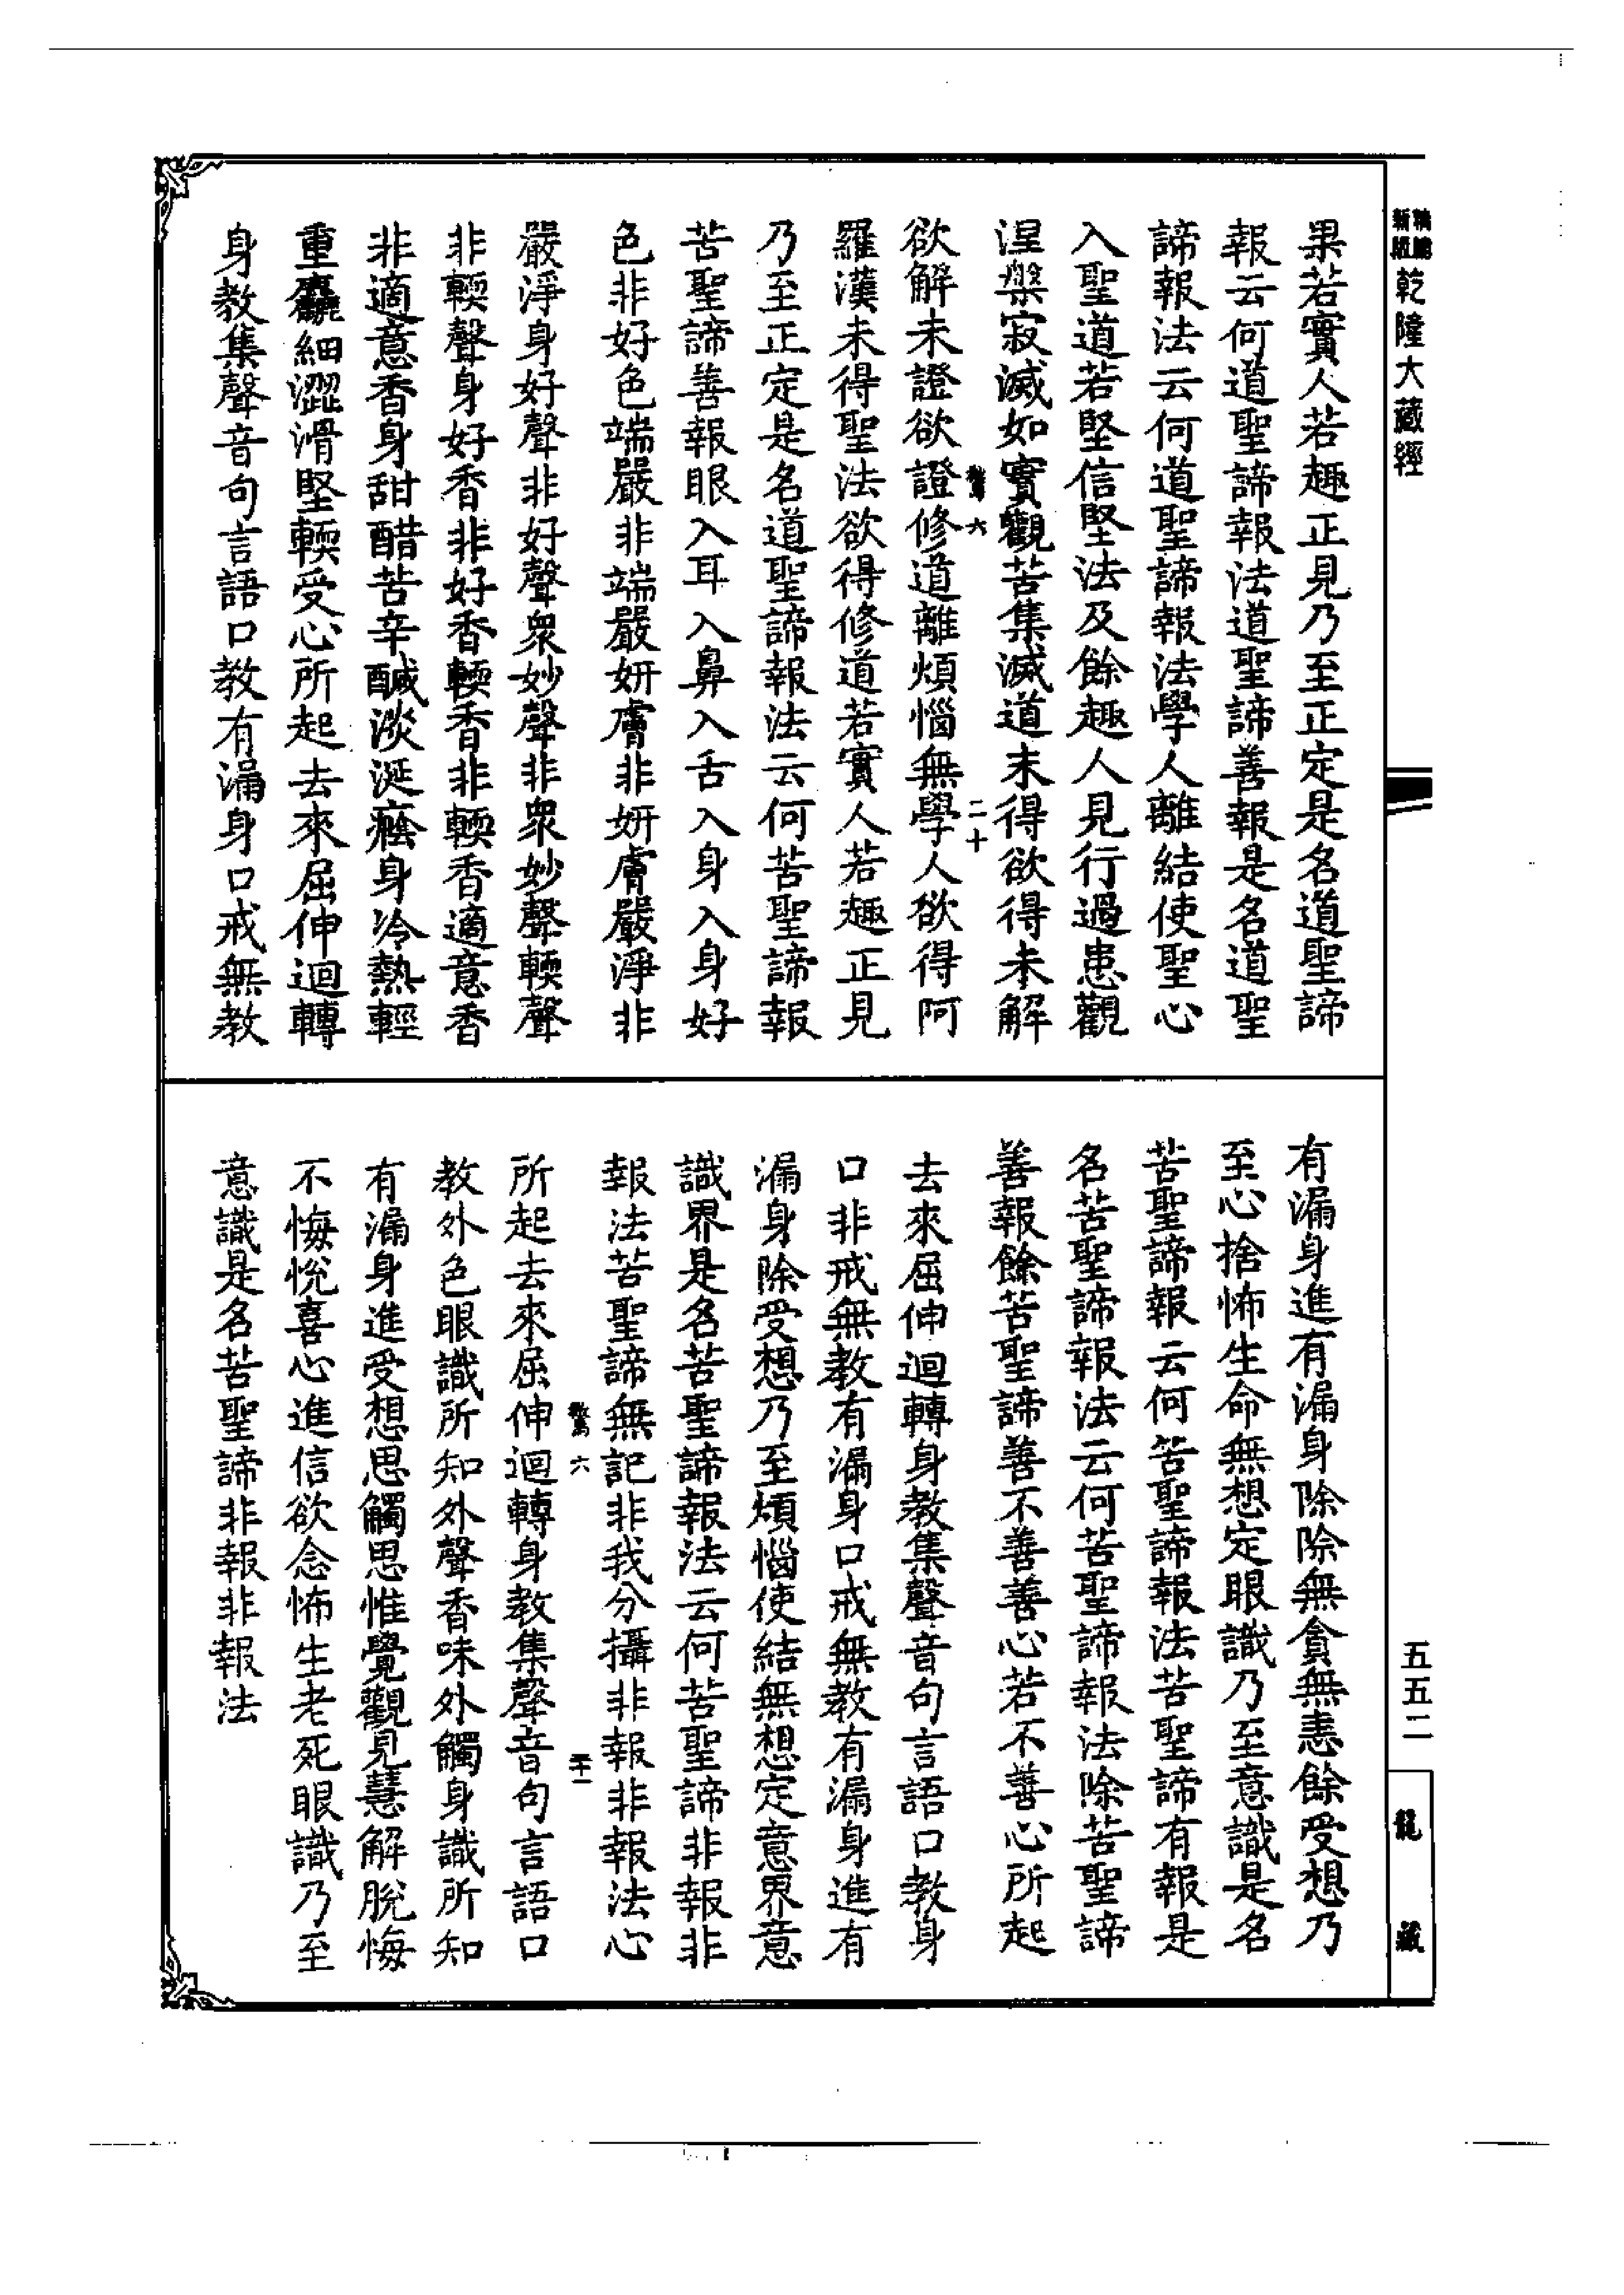 新編縮版 乾隆大藏經
果若實人若趣正見乃至正定是名道聖諦
報云何道聖諦報法道聖諦善報是名道聖
諦報法云何道聖諦報法學人離結使聖心
入聖道若堅信堅法及餘趣人見行過患觀
涅槃寂滅如實觀苦集滅道未得欲得未解
六 二十
欲解未證欲證修道離煩惱無學人欲得阿
羅漢未得聖法欲得修道若實人若趣正見
乃至正定是名道聖諦報法云何苦聖諦報
苦聖諦善報眼入耳入鼻入舌入身入身好
色非好色端嚴非端嚴妍膚非妍膚嚴淨非
嚴淨身好聲非好聲眾妙聲非眾妙聲輭聲
非輭聲身好香非好香輭香非輭香適意香
非適意香身甜酢苦辛醎淡涎癊身冷熱輕
重麤細澀滑堅輭受心所起去來屈伸迴轉
身教集聲音句言語口教有漏身口戒無教
有漏身進有漏身除除無貪無恚餘受想乃
至心捨怖生命無想定眼識乃至意識是名
苦聖諦報云何苦聖諦報法苦聖諦有報是
名苦聖諦報法云何苦聖諦報法除苦聖諦
善報餘苦聖諦善不善善心若不善心所起
去來屈伸迴轉身教集聲音句言語口教身
口非戒無教有漏身口戒無教有漏身進有
漏身除受想乃至煩惱使結無想定意界意
識界是名苦聖諦報法云何苦聖諦非報非
報法苦聖諦無記非我分攝非報非報法心
六 二十一
所起去來屈伸迴轉身教集聲音句言語口
教外色眼識所知外聲香味外觸身識所知
有漏身進受想思觸思惟覺觀見慧解脫悔
不悔悅喜心進信欲念怖生老死眼識乃至
意識是名苦聖諦非報非報法
五五二
龍藏